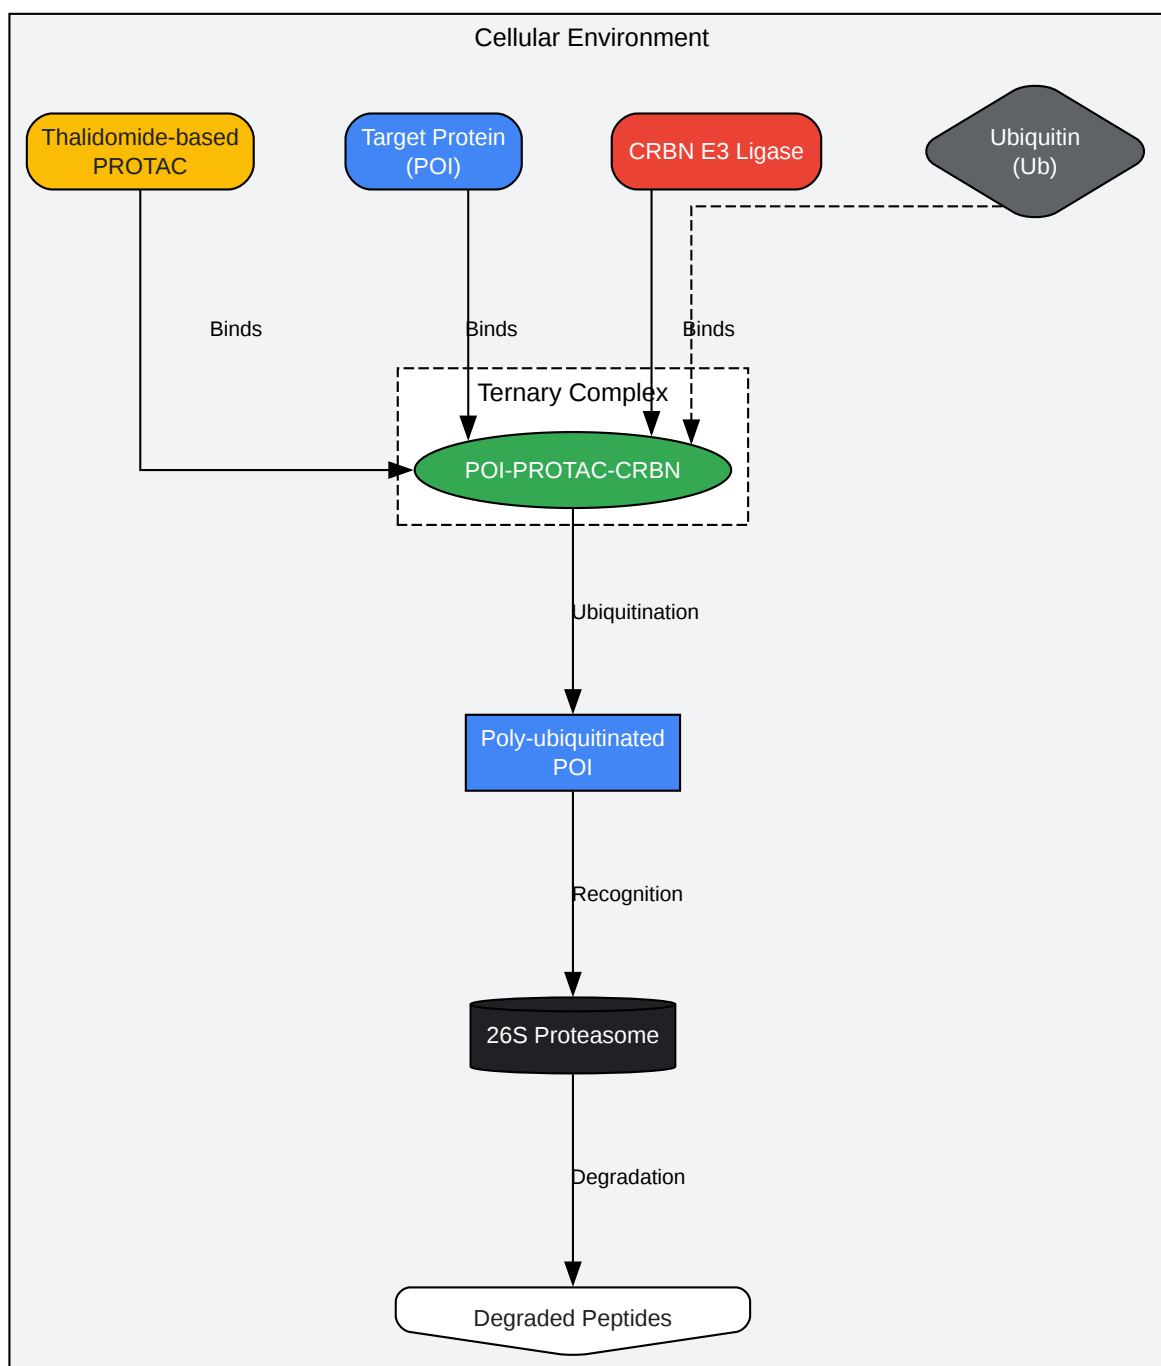 Cellular Environment
Thalidomide-based
PROTAC
Target Protein
(POI)
CRBN E3 Ligase
Ubiquitin
(Ub)
Binds
Binds
Binds
Ternary Complex
POI-PROTAC-CRBN
Ubiquitination
Poly-ubiquitinated
POI
Recognition
26S Proteasome
Degradation
Degraded Peptides